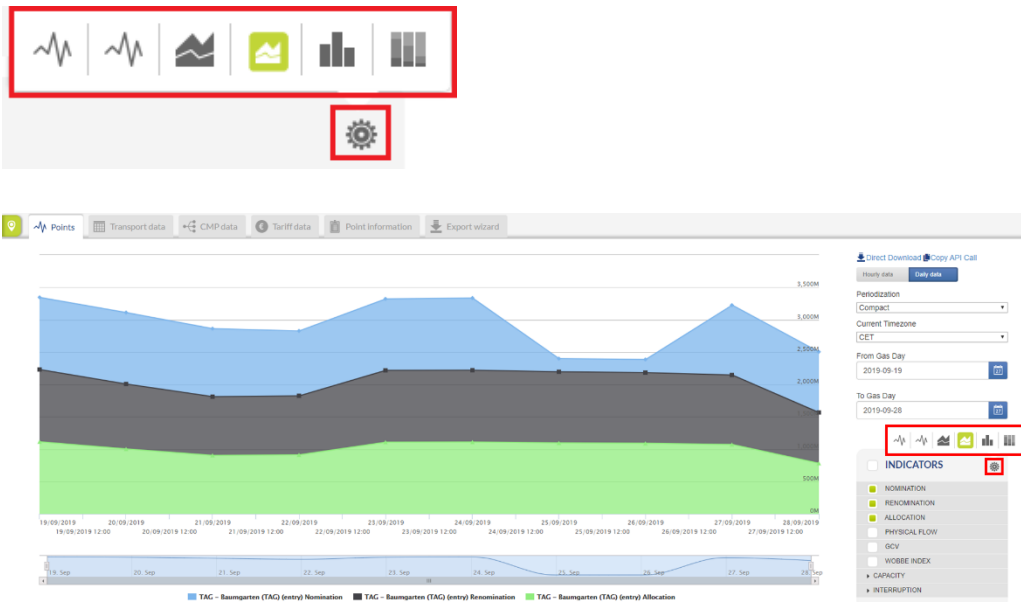 Points Transport data CMP data Tariff data Point Information Export wizard
Direct Download Copy API Call
Hourly data Daily data
Periodization
Compact
Current Timezone
CET
From Gas Day
2019-09-19
To Gas Day
2019-09-28
INDICATORS
NOMINATION
RENOMINATION
ALLOCATION
PHYSICAL FLOW
GCV
WOBBE INDEX
CAPACITY
INTERRUPTION
3,500M
3,000M
2,500M
2,000M
1,000M
500M
0M
19/09/2019 20/09/2019 21/09/2019 22/09/2019 23/09/2019 24/09/2019 25/09/2019 26/09/2019 27/09/2019 28/09/2019
19/09/2019 12:00 20/09/2019 12:00 21/09/2019 12:00 22/09/2019 12:00 23/09/2019 12:00 24/09/2019 12:00 25/09/2019 12:00 26/09/2019 12:00 27/09/2019 12:00
19. Sep 20. Sep 21. Sep 22. Sep 23. Sep 24. Sep 25. Sep 26. Sep 27. Sep 28. Sep
TAG – Baumgarten (TAG) (entry) Nomination TAG – Baumgarten (TAG) (entry) Renomination TAG – Baumgarten (TAG) (entry) Allocation